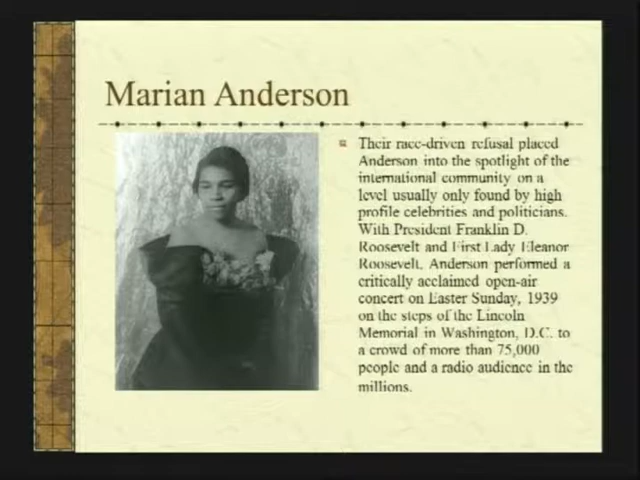 Marian Anderson
Their race-driven refusal placed
Anderson into the spotlight of the
international community on a
level usually only found by high
profile celebrities and politicians.
With President Franklin D.
Roosevelt and First Lady Eleanor
Roosevelt, Anderson performed a
critically acclaimed open-air
concert on Easter Sunday, 1939
on the steps of the Lincoln
Memorial in Washington, D.C. to
a crowd of more than 75,000
people and a radio audience in the
millions.